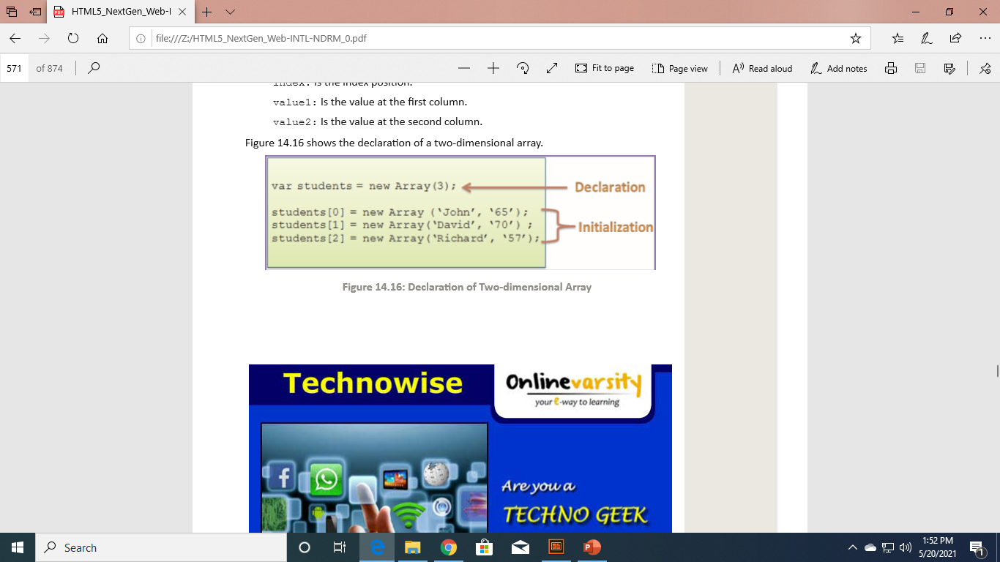 HTML5_NextGen_Web-I
file:///Z:/HTML5_NextGen_Web-INTL-NDRM_0.pdf
571 of 874
Fit to page
Page view
Read aloud
Add notes
index: Is the index position.
value1: Is the value at the first column.
value2: Is the value at the second column.
Figure 14.16 shows the declaration of a two-dimensional array.
var students = new Array(3);
Declaration
students[0] = new Array (‘John’, ‘65’);
students[1] = new Array(‘David’, ‘70’) ;
students[2] = new Array(‘Richard’, ‘57’);
Initialization
Figure 14.16: Declaration of Two-dimensional Array
Technowise
Onlinevarsity
your e-way to learning
Are you a
TECHNO GEEK
Search
1:52 PM
5/20/2021
1